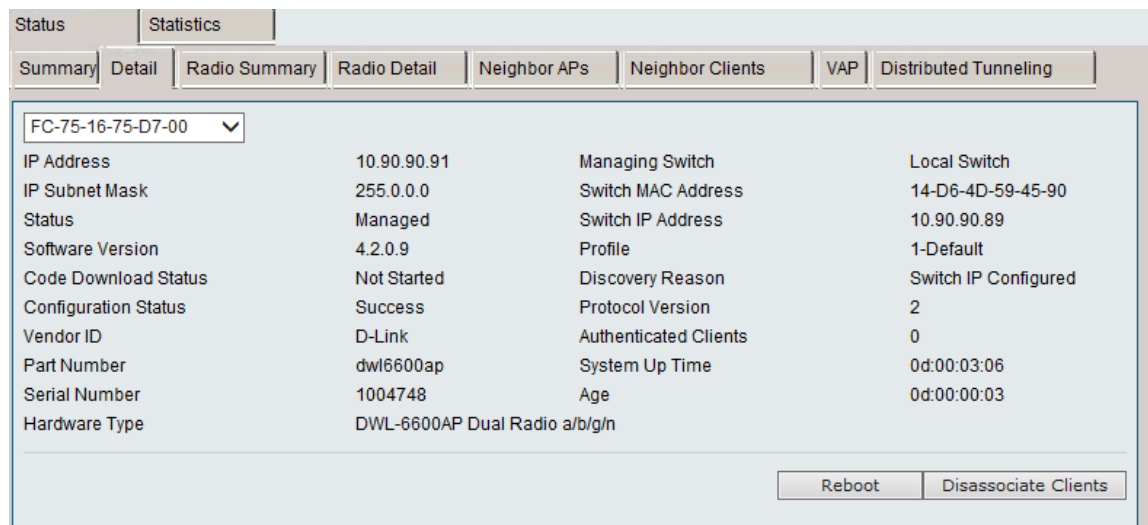 Status Statistics
Summary Detail Radio Summary Radio Detail Neighbor APs Neighbor Clients VAP Distributed Tunneling
FC-75-16-75-D7-00
IP Address 10.90.90.91 Managing Switch Local Switch
IP Subnet Mask 255.0.0.0 Switch MAC Address 14-D6-4D-59-45-90
Status Managed Switch IP Address 10.90.90.89
Software Version 4.2.0.9 Profile 1-Default
Code Download Status Not Started Discovery Reason Switch IP Configured
Configuration Status Success Protocol Version 2
Vendor ID D-Link Authenticated Clients 0
Part Number dwl6600ap System Up Time 0d:00:03:06
Serial Number 1004748 Age 0d:00:00:03
Hardware Type DWL-6600AP Dual Radio a/b/g/n
Reboot Disassociate Clients